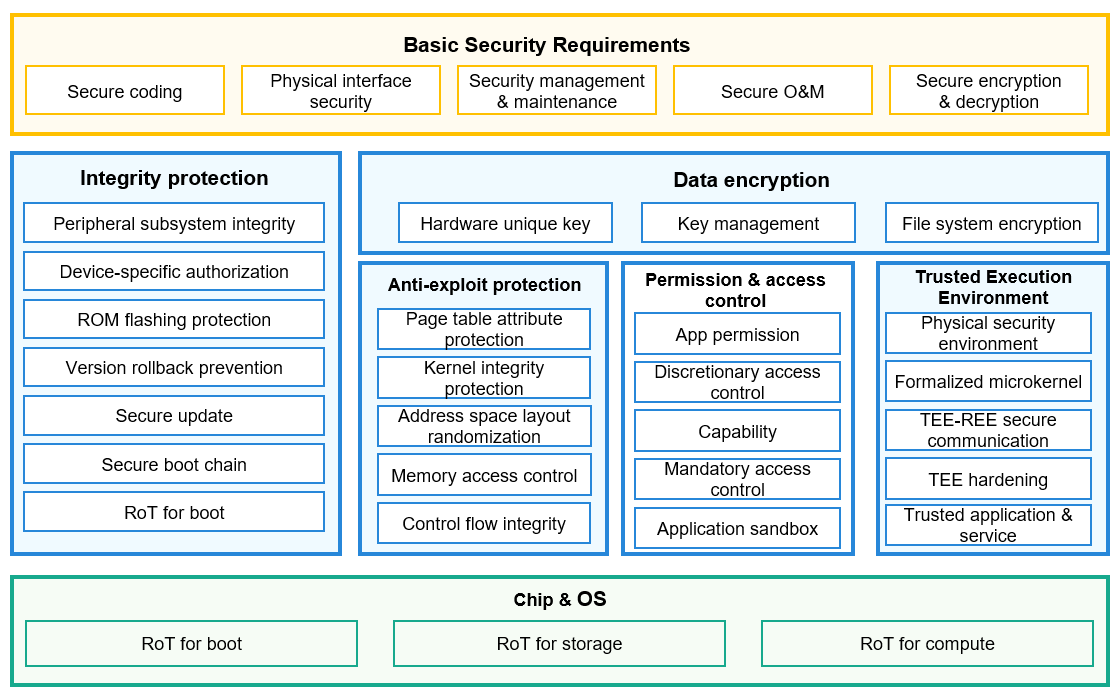 Basic Security Requirements
Secure coding
Physical interface
security
Security management
& maintenance
Secure O&M
Secure encryption
& decryption
Integrity protection
Peripheral subsystem integrity
Device-specific authorization
ROM flashing protection
Version rollback prevention
Secure update
Secure boot chain
RoT for boot
Data encryption
Hardware unique key
Key management
File system encryption
Anti-exploit protection
Page table attribute
protection
Kernel integrity
protection
Address space layout
randomization
Memory access control
Control flow integrity
Permission & access
control
App permission
Discretionary access
control
Capability
Mandatory access
control
Application sandbox
Trusted Execution
Environment
Physical security
environment
Formalized microkernel
TEE-REE secure
communication
TEE hardening
Trusted application &
service
Chip & OS
RoT for boot
RoT for storage
RoT for compute